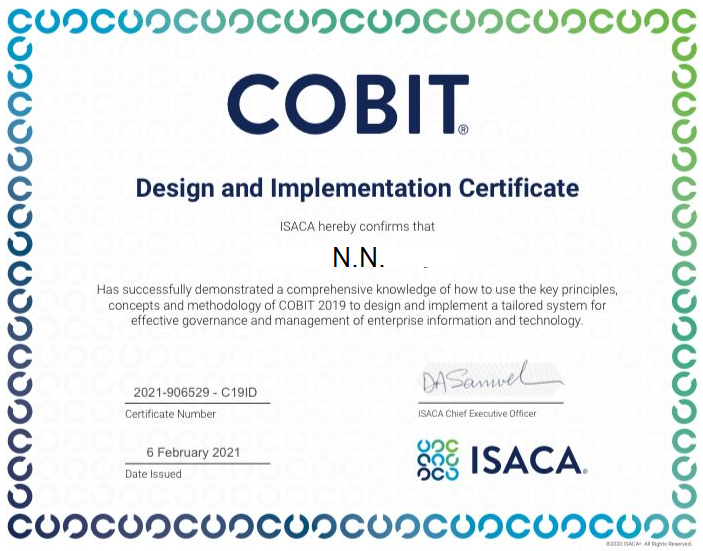 COBIT®
Design and Implementation Certificate
ISACA hereby confirms that
N.N.
Has successfully demonstrated a comprehensive knowledge of how to use the key principles,
concepts and methodology of COBIT 2019 to design and implement a tailored system for
effective governance and management of enterprise information and technology.
2021-906529 - C19ID
Certificate Number
DASamuel
ISACA Chief Executive Officer
6 February 2021
Date Issued
ISACA®
©2020 ISACA®. All Rights Reserved.